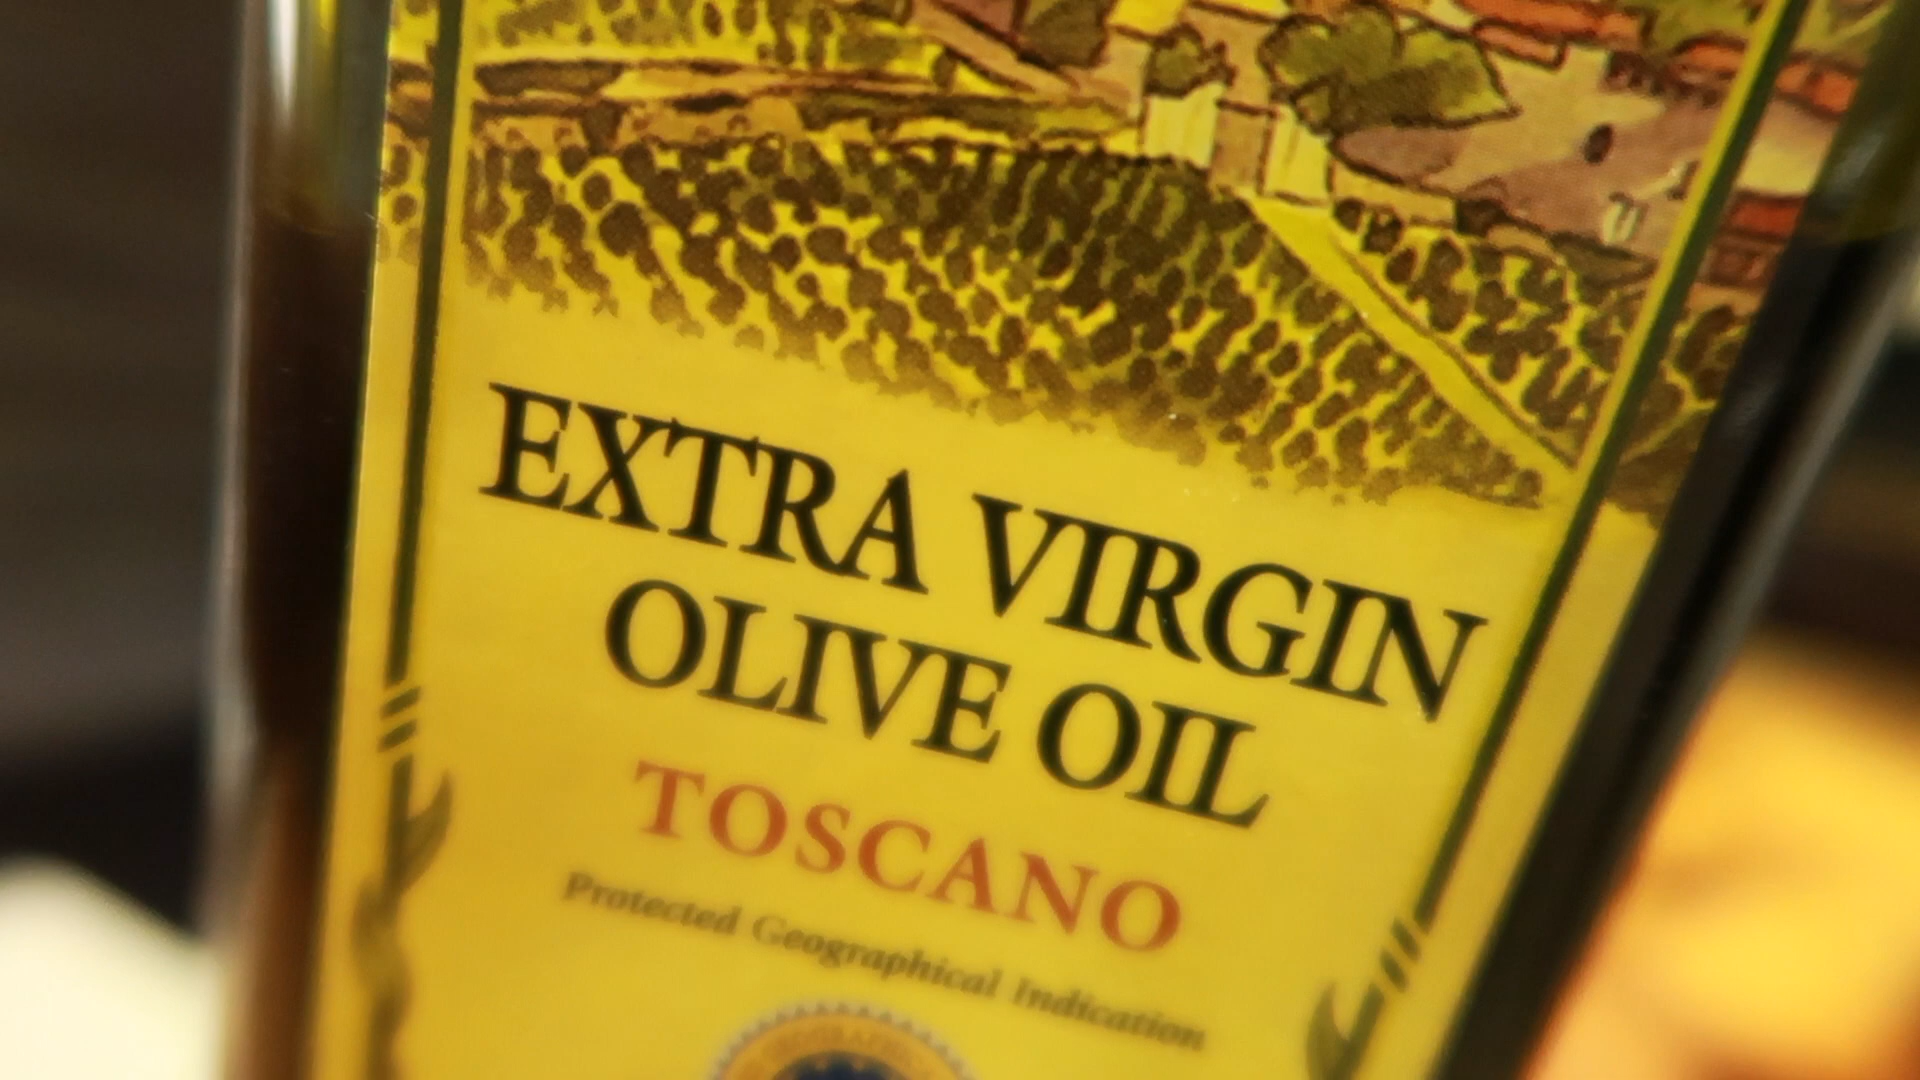 EXTRA VIRGIN
OLIVE OIL
TOSCANO
Protected Geographical Indication